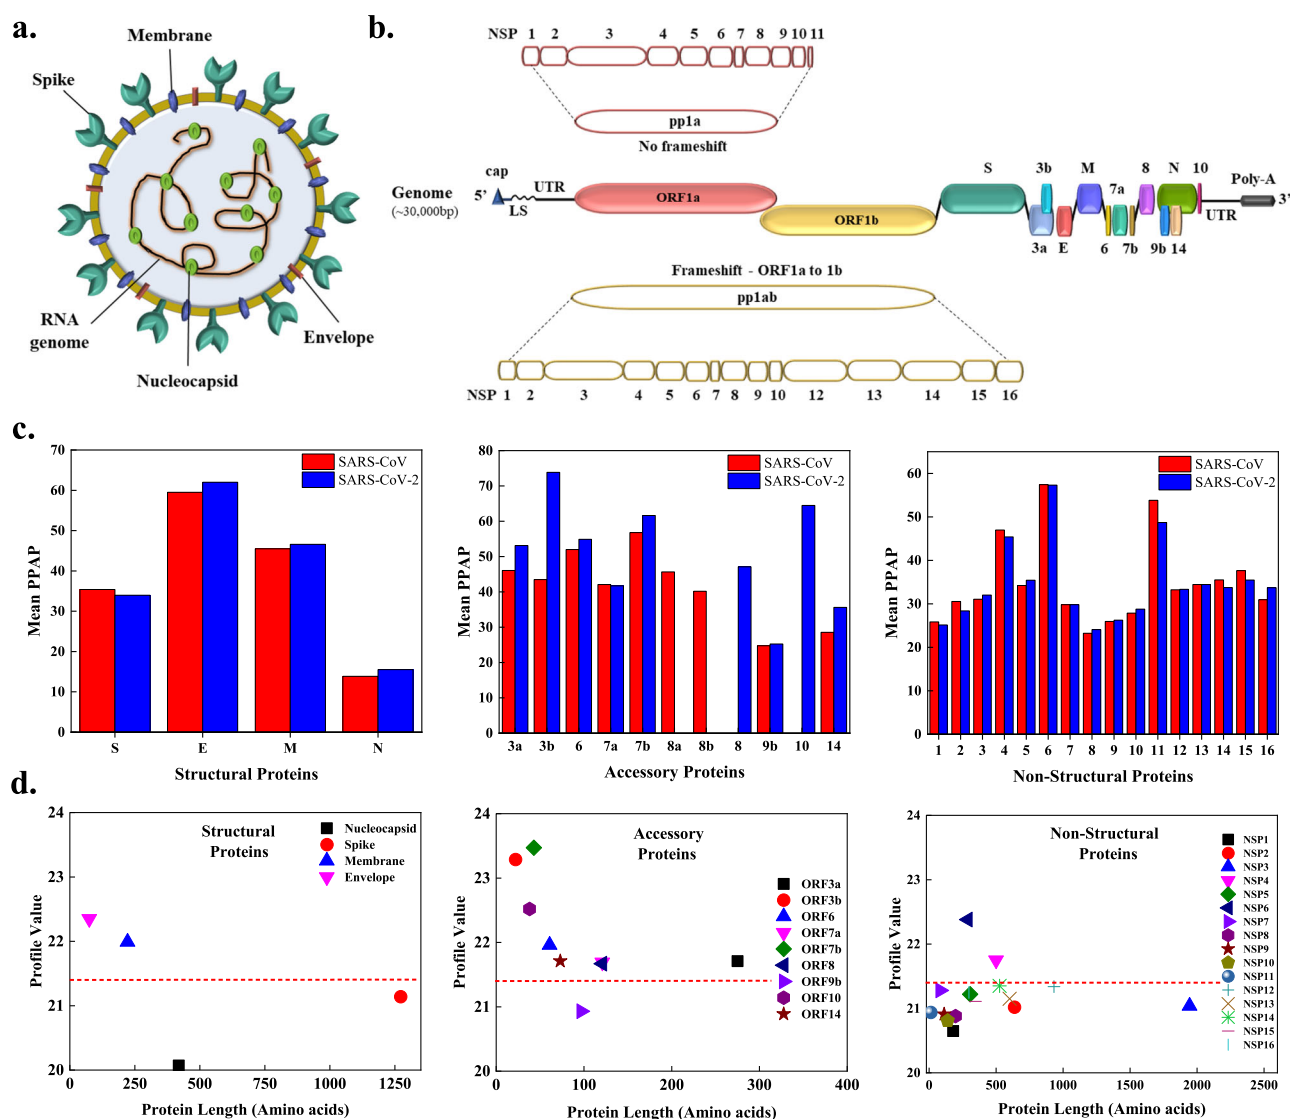 a.
Membrane
Spike
RNA
genome
Nucleocapsid
Envelope
b.
NSP 1 2 3 4 5 6 7 8 9 10 11
pp1a
No frameshift
Genome
(~30,000bp)
cap
5'
LS
UTR
ORF1a
ORF1b
S
3b
M
7a
8
N
10
UTR
Poly-A
3'
3a
E
6
7b
9b
14
Frameshift - ORF1a to 1b
pp1ab
NSP 1 2 3 4 5 6 7 8 9 10 12 13 14 15 16
c.
Mean PPAP
70
60
50
40
30
20
10
0
SARS-CoV
SARS-CoV-2
S E M N
Structural Proteins
Mean PPAP
80
70
60
50
40
30
20
10
0
SARS-CoV
SARS-CoV-2
3a 3b 6 7a 7b 8a 8b 8 9b 10 14
Accessory Proteins
Mean PPAP
60
50
40
30
20
10
0
SARS-CoV
SARS-CoV-2
1 2 3 4 5 6 7 8 9 10 11 12 13 14 15 16
Non-Structural Proteins
d.
Profile Value
24
23
22
21
20
Structural
Proteins
Nucleocapsid
Spike
Membrane
Envelope
0 250 500 750 1000 1250
Protein Length (Amino acids)
Profile Value
24
23
22
21
20
Accessory
Proteins
ORF3a
ORF3b
ORF6
ORF7a
ORF7b
ORF8
ORF9b
ORF10
ORF14
0 100 200 300 400
Protein Length (Amino acids)
Profile Value
24
23
22
21
20
Non-Structural
Proteins
NSP1
NSP2
NSP3
NSP4
NSP5
NSP6
NSP7
NSP8
NSP9
NSP10
NSP11
NSP12
NSP13
NSP14
NSP15
NSP16
0 500 1000 1500 2000 2500
Protein Length (Amino acids)